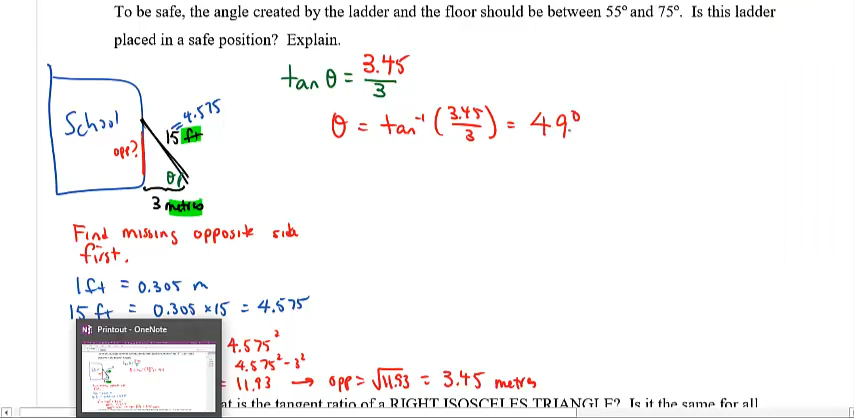 To be safe, the angle created by the ladder and the floor should be between 55° and 75°. Is this ladder
placed in a safe position? Explain.
tan θ = 3.45/3
θ = tan⁻¹ (3.45/3) = 49°
School
= 4.575
15 ft
opp?
θ
3 metres
Find missing opposite side
first.
1 ft = 0.305 m
15 ft = 0.305 × 15 = 4.575
Printout - OneNote
4.575²
4.575² - 3²
= 11.93 → opp = √11.93 = 3.45 metres
at is the tangent ratio of a RIGHT ISOSCELES TRIANGLE? Is it the same for all